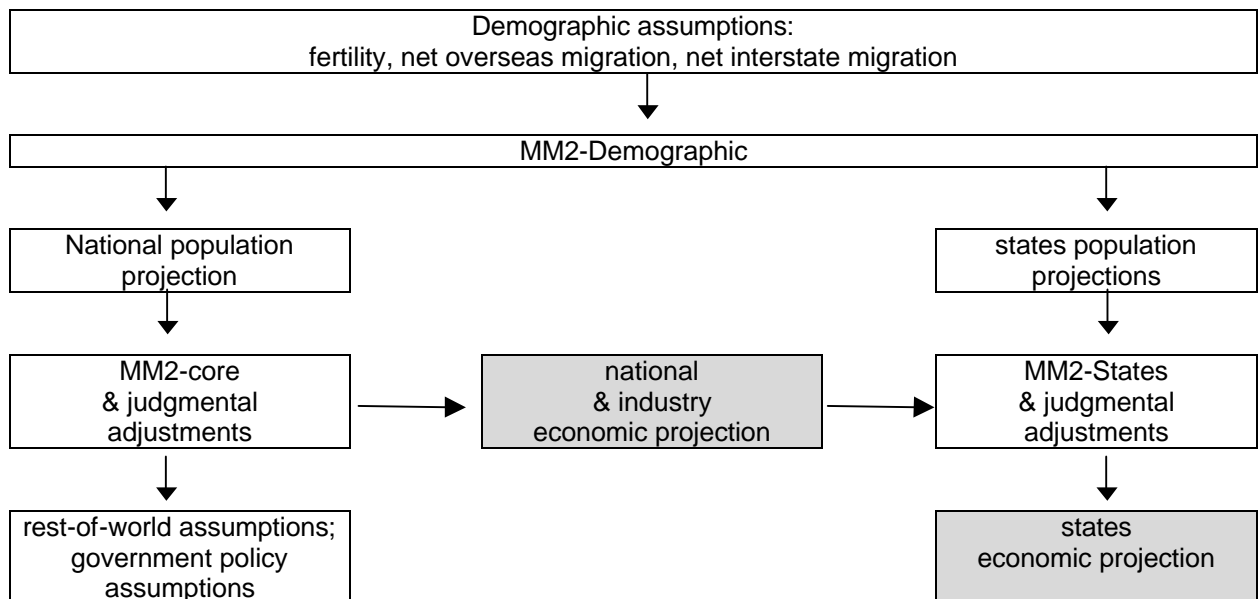 Demographic assumptions:
fertility, net overseas migration, net interstate migration
MM2-Demographic
National population
projection
states population
projections
MM2-core
& judgmental
adjustments
national
& industry
economic projection
MM2-States
& judgmental
adjustments
rest-of-world assumptions;
government policy
assumptions
states
economic projection